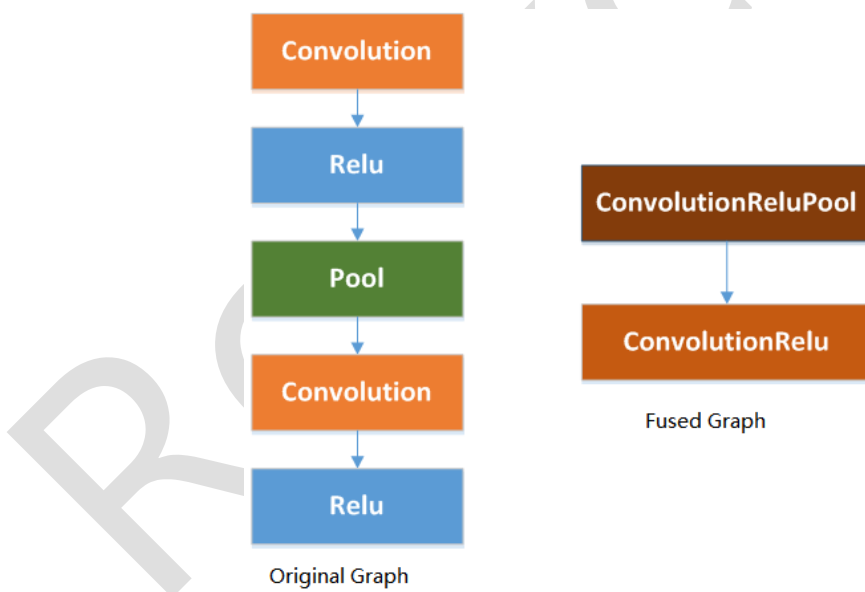 Convolution
Relu
Pool
Convolution
Relu
Original Graph
ConvolutionReluPool
ConvolutionRelu
Fused Graph